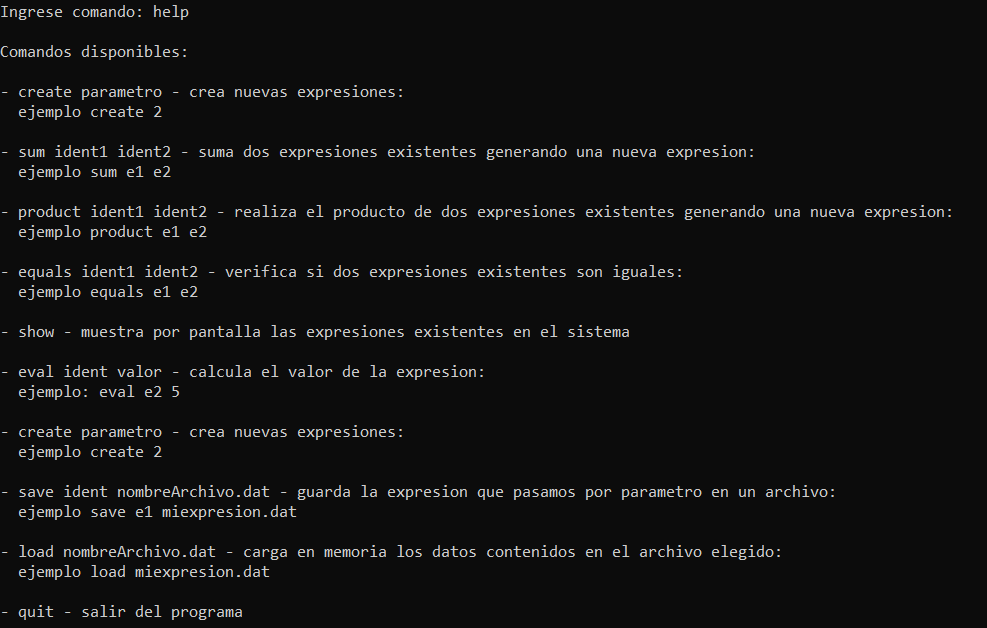 Ingrese comando: help
Comandos disponibles:
- create parametro - crea nuevas expresiones:
ejemplo create 2
- sum ident1 ident2 - suma dos expresiones existentes generando una nueva expresion:
ejemplo sum e1 e2
- product ident1 ident2 - realiza el producto de dos expresiones existentes generando una nueva expresion:
ejemplo product e1 e2
- equals ident1 ident2 - verifica si dos expresiones existentes son iguales:
ejemplo equals e1 e2
- show - muestra por pantalla las expresiones existentes en el sistema
- eval ident valor - calcula el valor de la expresion:
ejemplo: eval e2 5
- create parametro - crea nuevas expresiones:
ejemplo create 2
- save ident nombreArchivo.dat - guarda la expresion que pasamos por parametro en un archivo:
ejemplo save e1 miexpresion.dat
- load nombreArchivo.dat - carga en memoria los datos contenidos en el archivo elegido:
ejemplo load miexpresion.dat
- quit - salir del programa